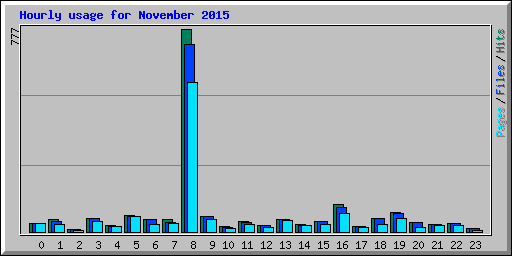 Hourly usage for November 2015
777
Pages/Files/Hits
0 1 2 3 4 5 6 7 8 9 10 11 12 13 14 15 16 17 18 19 20 21 22 23